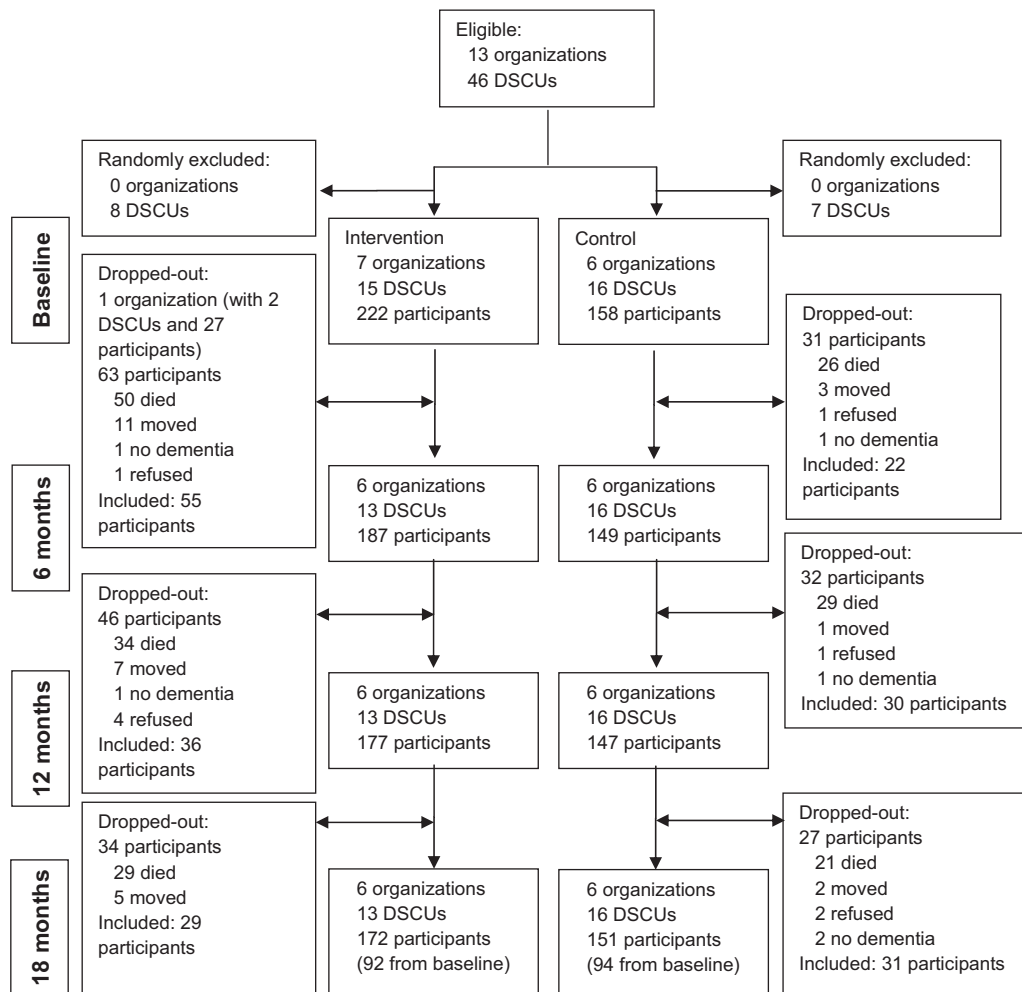 Eligible:
13 organizations
46 DSCUs
Randomly excluded:
0 organizations
8 DSCUs
Randomly excluded:
0 organizations
7 DSCUs
Baseline
Intervention
7 organizations
15 DSCUs
222 participants
Control
6 organizations
16 DSCUs
158 participants
Dropped-out:
1 organization (with 2
DSCUs and 27
participants)
63 participants
50 died
11 moved
1 no dementia
1 refused
Included: 55
participants
Dropped-out:
31 participants
26 died
3 moved
1 refused
1 no dementia
Included: 22
participants
6 months
6 organizations
13 DSCUs
187 participants
6 organizations
16 DSCUs
149 participants
Dropped-out:
46 participants
34 died
7 moved
1 no dementia
4 refused
Included: 36
participants
Dropped-out:
32 participants
29 died
1 moved
1 refused
1 no dementia
Included: 30 participants
12 months
6 organizations
13 DSCUs
177 participants
6 organizations
16 DSCUs
147 participants
Dropped-out:
34 participants
29 died
5 moved
Included: 29
participants
Dropped-out:
27 participants
21 died
2 moved
2 refused
2 no dementia
Included: 31 participants
18 months
6 organizations
13 DSCUs
172 participants
(92 from baseline)
6 organizations
16 DSCUs
151 participants
(94 from baseline)